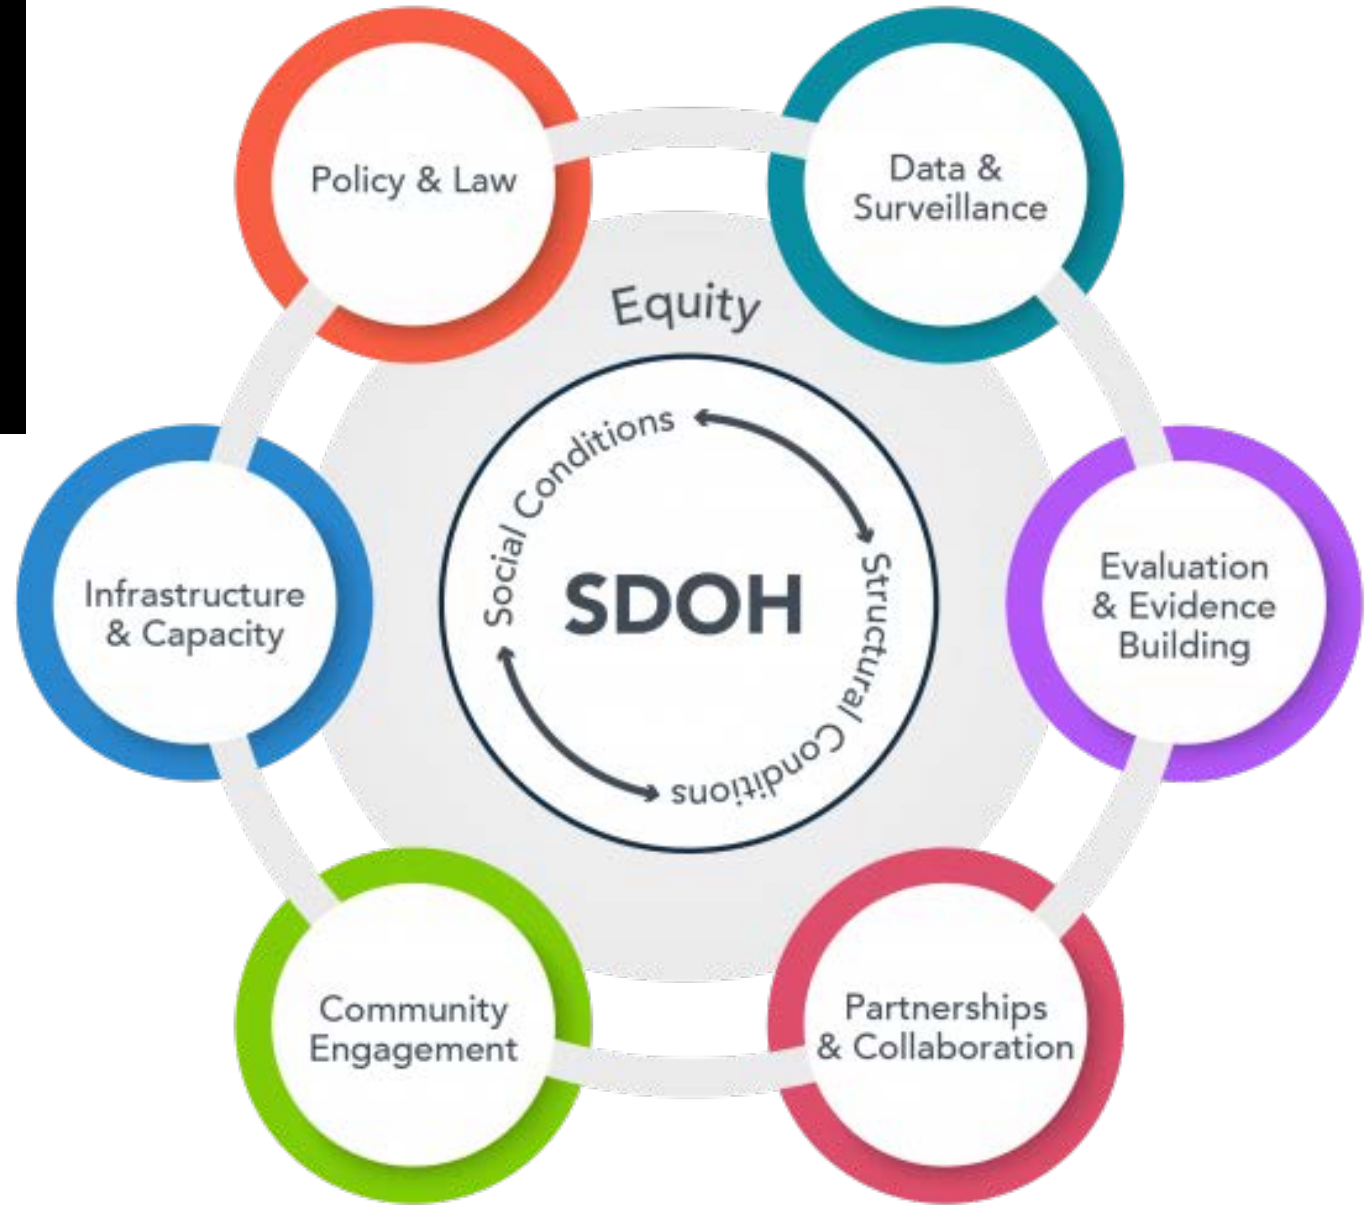 Policy & Law
Data &
Surveillance
Equity
Social Conditions
SDOH
Structural Conditions
Infrastructure
& Capacity
Evaluation
& Evidence
Building
Community
Engagement
Partnerships
& Collaboration